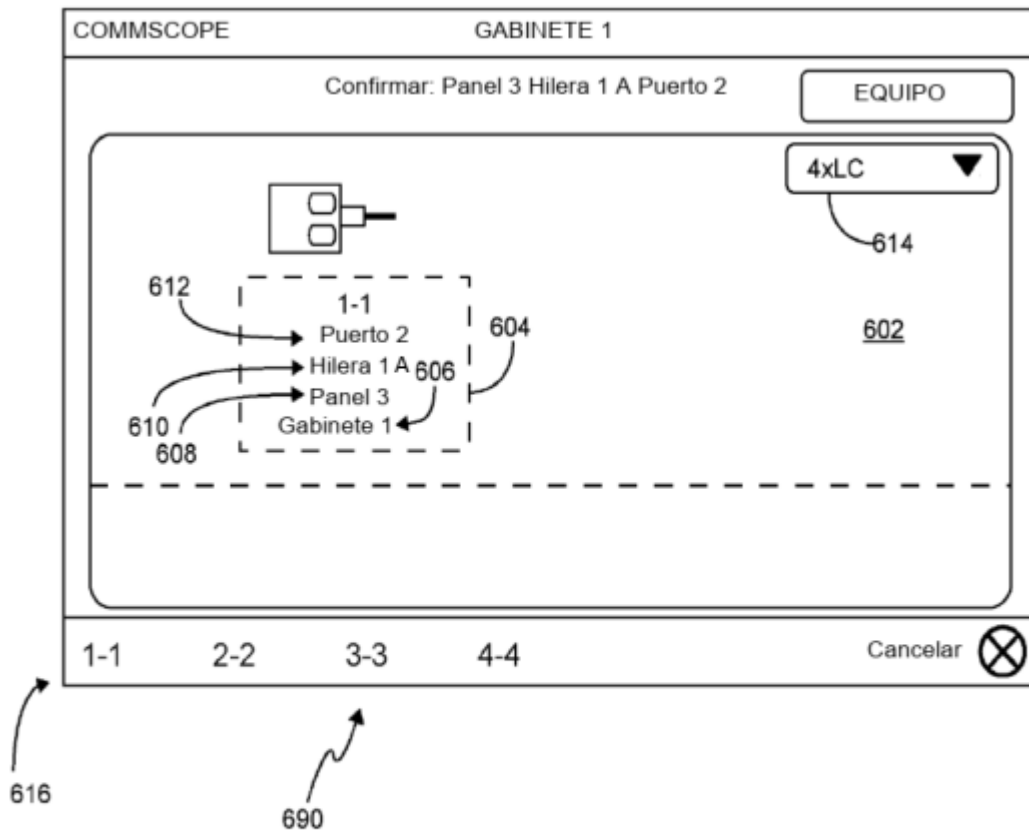 COMMSCOPE GABINETE 1
Confirmar: Panel 3 Hilera 1 A Puerto 2 EQUIPO
4xLC
614
612
1-1
Puerto 2
604
602
Hilera 1 A
606
Panel 3
610
Gabinete 1
608
1-1 2-2 3-3 4-4 Cancelar
616
690